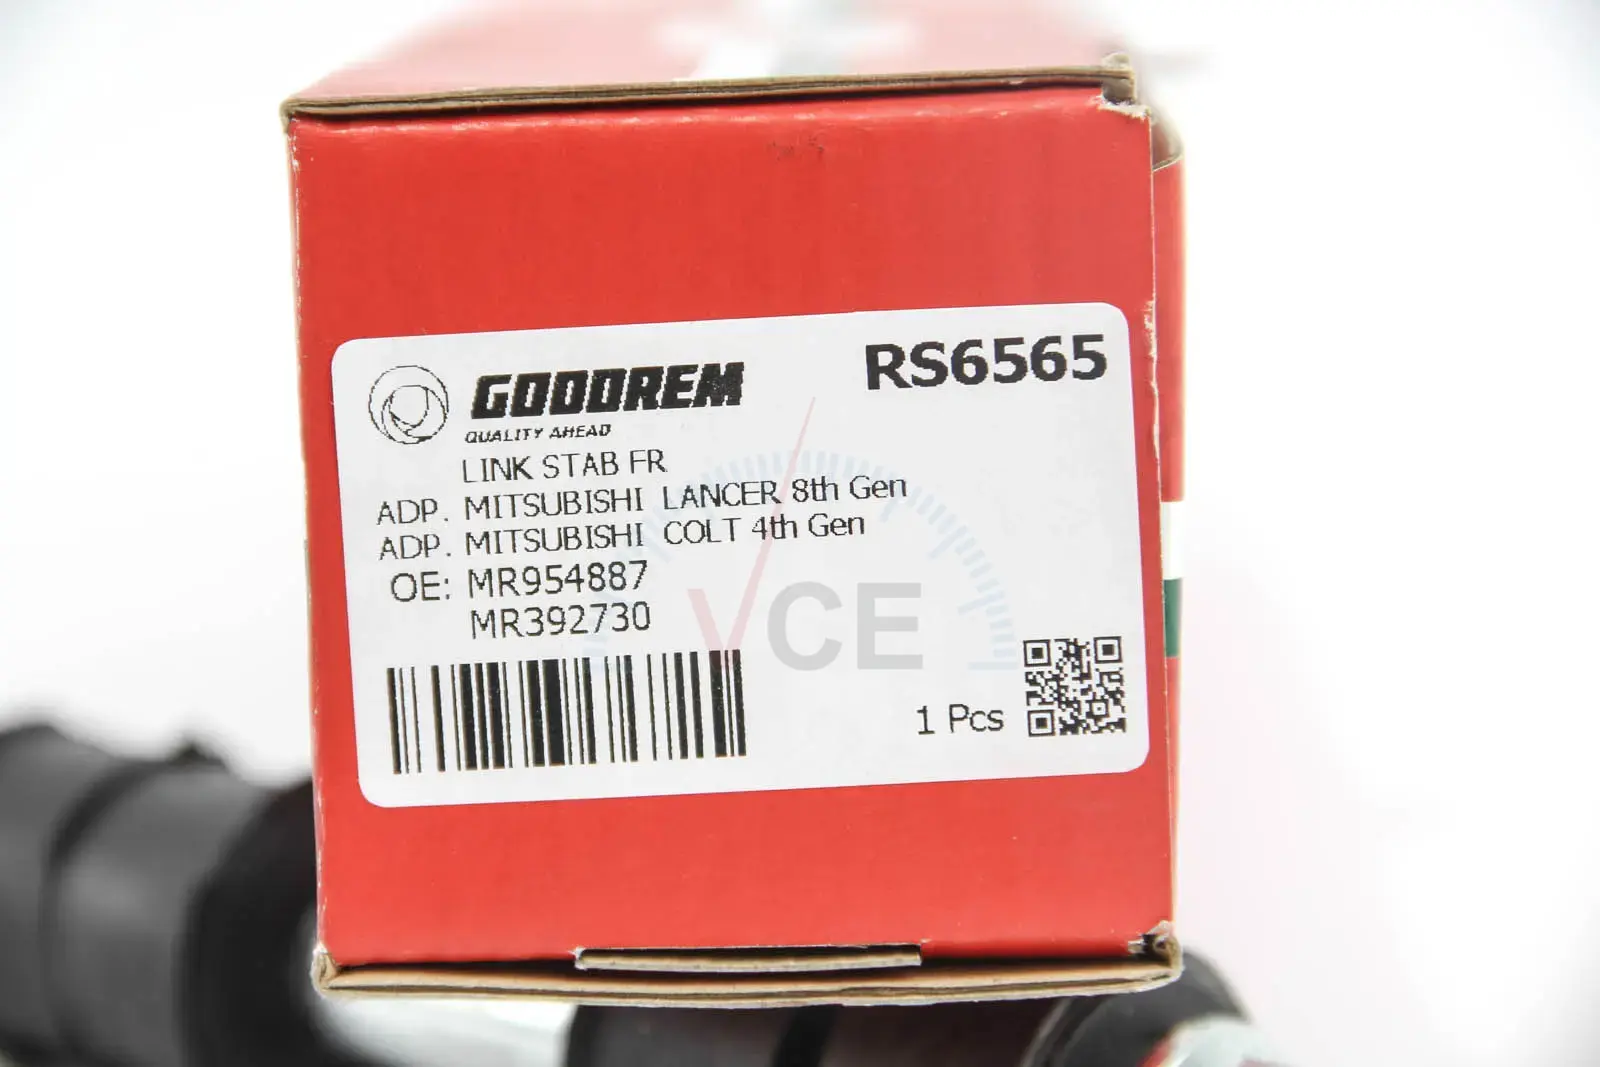 GOODREM
RS6565
QUALITY AHEAD
LINK STAB FR
ADP. MITSUBISHI LANCER 8th Gen
ADP. MITSUBISHI COLT 4th Gen
OE: MR954887
MR392730
VCE
1 Pcs